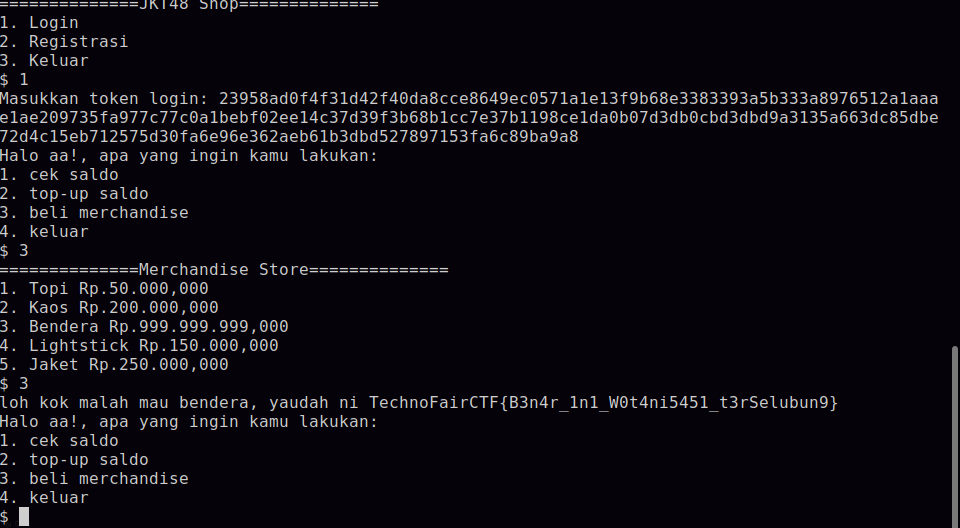 ==============JKT48 Shop==============
1. Login
2. Registrasi
3. Keluar
$ 1
Masukkan token login: 23958ad0f4f31d42f40da8cce8649ec0571a1e13f9b68e3383393a5b333a8976512a1aaa
e1ae209735fa977c77c0a1bebf02ee14c37d39f3b68b1cc7e37b1198ce1da0b07d3db0cbd3dbd9a3135a663dc85dbe
72d4c15eb712575d30fa6e96e362aeb61b3dbd527897153fa6c89ba9a8
Halo aa!, apa yang ingin kamu lakukan:
1. cek saldo
2. top-up saldo
3. beli merchandise
4. keluar
$ 3
==============Merchandise Store==============
1. Topi Rp.50.000,000
2. Kaos Rp.200.000,000
3. Bendera Rp.999.999.999,000
4. Lightstick Rp.150.000,000
5. Jaket Rp.250.000,000
$ 3
loh kok malah mau bendera, yaudah ni TechnoFairCTF{B3n4r_1n1_W0t4ni5451_t3rSelubun9}
Halo aa!, apa yang ingin kamu lakukan:
1. cek saldo
2. top-up saldo
3. beli merchandise
4. keluar
$